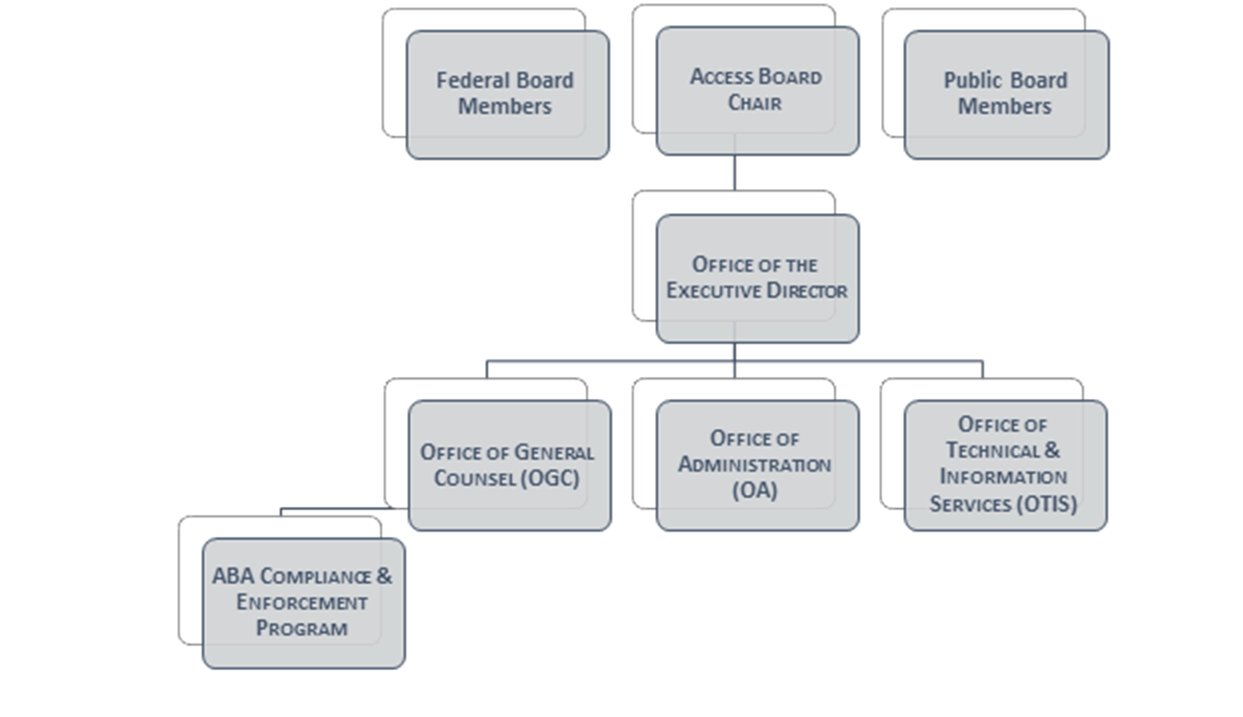 Federal Board
Members
ACCESS BOARD
CHAIR
Public Board
Members
OFFICE OF THE
EXECUTIVE DIRECTOR
OFFICE OF GENERAL
COUNSEL (OGC)
OFFICE OF
ADMINISTRATION
(OA)
OFFICE OF
TECHNICAL &
INFORMATION
SERVICES (OTIS)
ABA COMPLIANCE &
ENFORCEMENT
PROGRAM